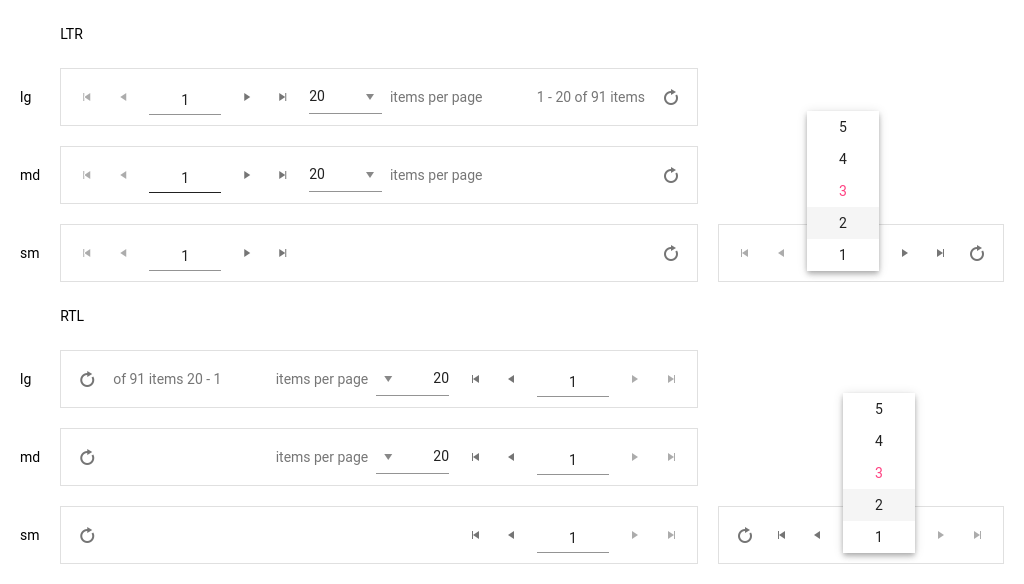 LTR
lg 1 20 items per page 1 - 20 of 91 items
md 1 20 items per page
sm 1
5
4
3
2
1
RTL
lg of 91 items 20 - 1 items per page 20 1
md items per page 20 1
sm 1
5
4
3
2
1